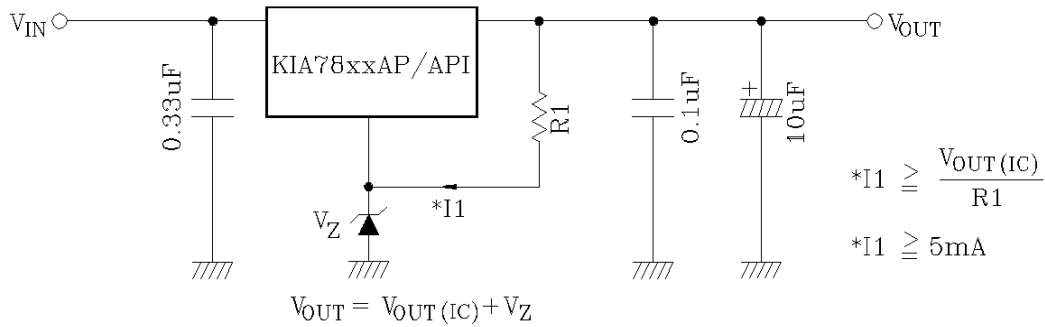 VIN
VOUT
KIA78xxAP/API
0.33uF
R1
0.1uF
+
10uF
*I1
VZ
*I1 ≧ VOUT(IC)
R1
*I1 ≧ 5mA
VOUT = VOUT(IC)+VZ